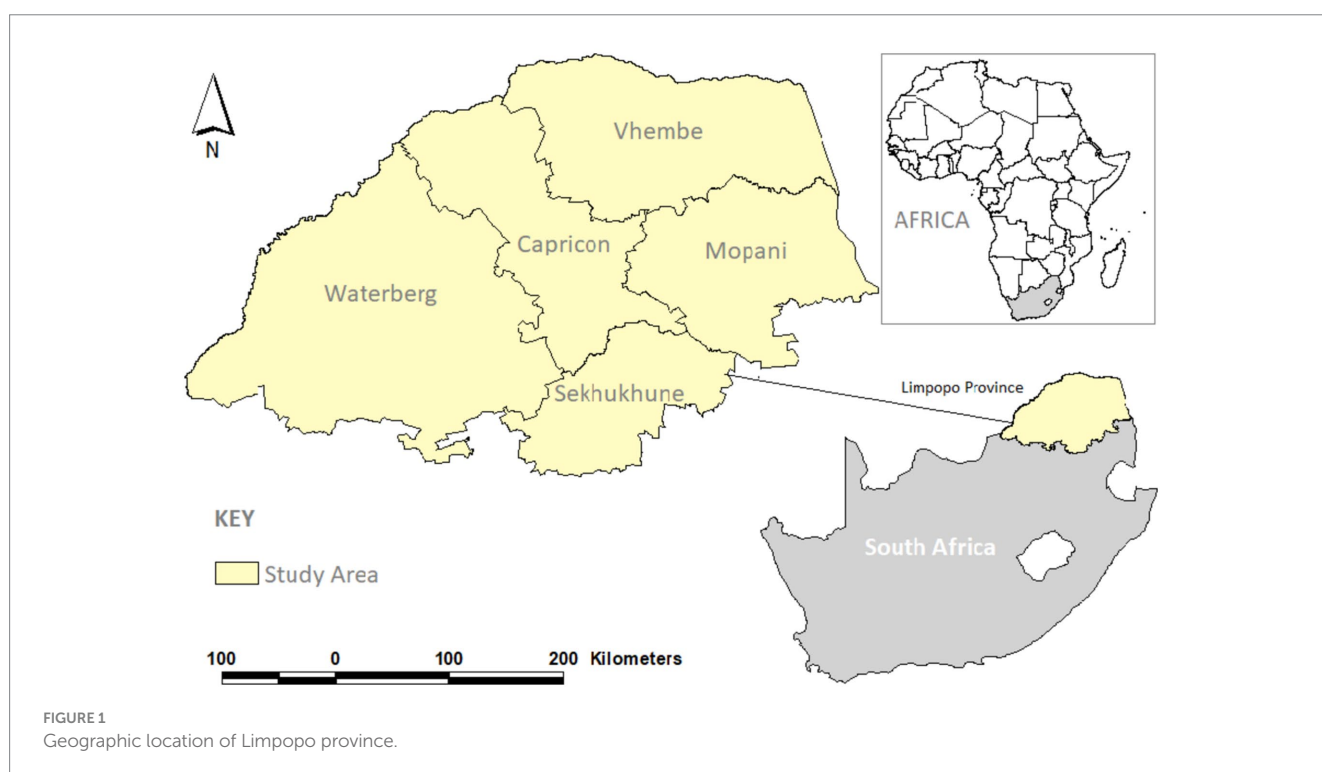 N
Vhembe
Capricon
Mopani
Waterberg
Sekhukhune
AFRICA
Limpopo Province
South Africa
KEY
Study Area
100 0 100 200 Kilometers
FIGURE 1
Geographic location of Limpopo province.